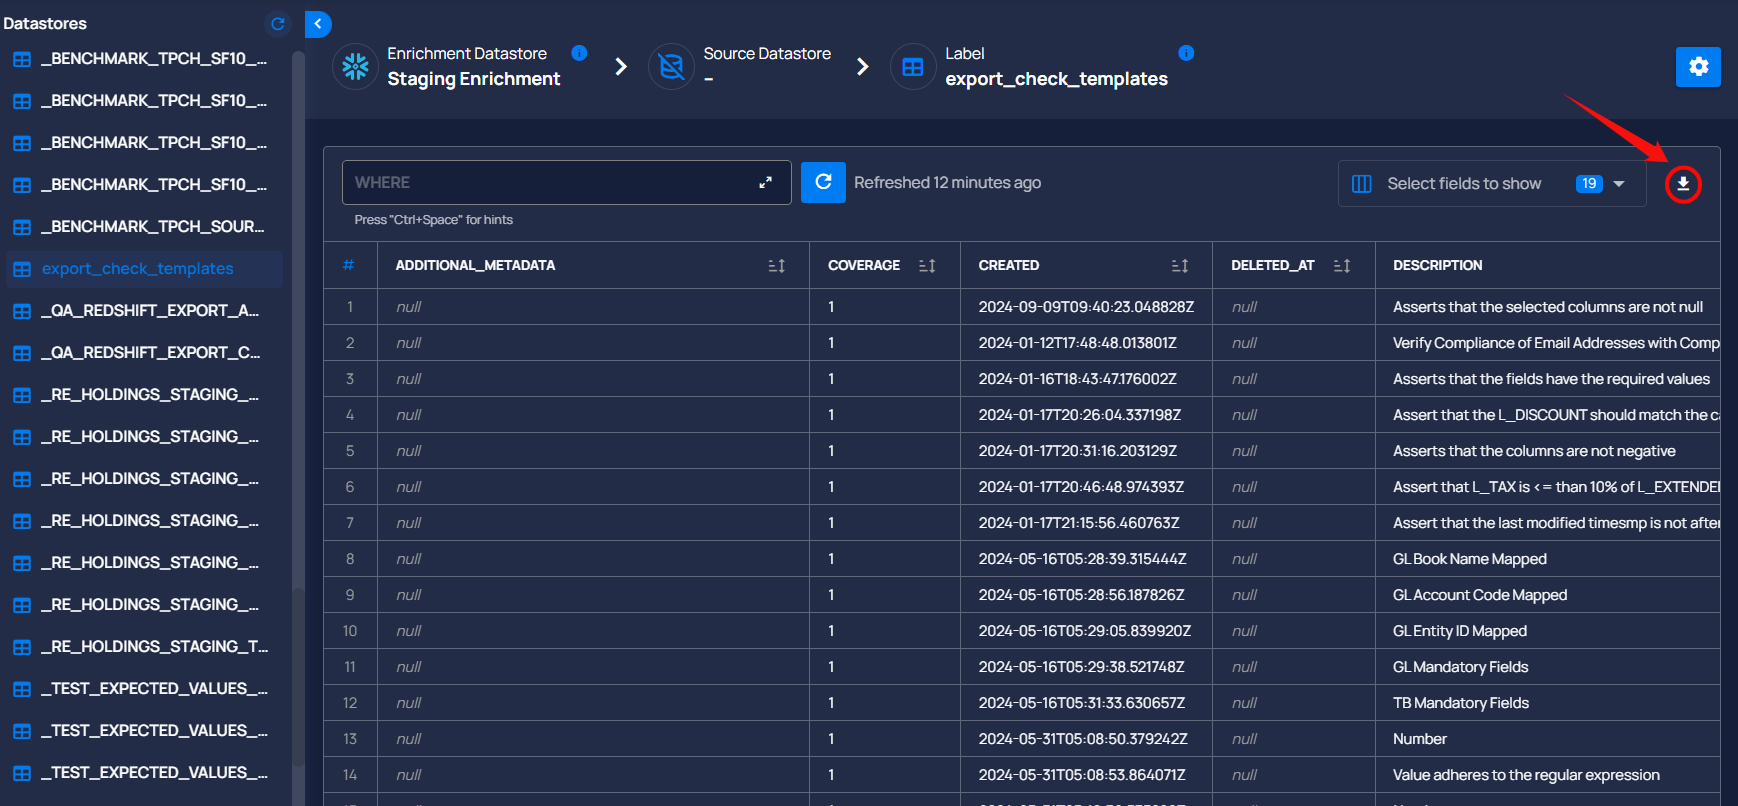 Datastores
_BENCHMARK_TPCH_SF10_...
_BENCHMARK_TPCH_SF10_...
_BENCHMARK_TPCH_SF10_...
_BENCHMARK_TPCH_SF10_...
_BENCHMARK_TPCH_SOUR...
export_check_templates
_QA_REDSHIFT_EXPORT_A...
_QA_REDSHIFT_EXPORT_C...
_RE_HOLDINGS_STAGING_...
_RE_HOLDINGS_STAGING_...
_RE_HOLDINGS_STAGING_...
_RE_HOLDINGS_STAGING_...
_RE_HOLDINGS_STAGING_...
_RE_HOLDINGS_STAGING_...
_RE_HOLDINGS_STAGING_T...
_TEST_EXPECTED_VALUES_...
_TEST_EXPECTED_VALUES_...
_TEST_EXPECTED_VALUES_...
Enrichment Datastore
Staging Enrichment
Source Datastore
–
Label
export_check_templates
WHERE
Refreshed 12 minutes ago
Select fields to show 19
Press "Ctrl+Space" for hints
# ADDITIONAL_METADATA COVERAGE CREATED DELETED_AT DESCRIPTION
1 null 1 2024-09-09T09:40:23.048828Z null Asserts that the selected columns are not null
2 null 1 2024-01-12T17:48:48.013801Z null Verify Compliance of Email Addresses with Comp
3 null 1 2024-01-16T18:43:47.176002Z null Asserts that the fields have the required values
4 null 1 2024-01-17T20:26:04.337198Z null Assert that the L_DISCOUNT should match the c
5 null 1 2024-01-17T20:31:16.203129Z null Asserts that the columns are not negative
6 null 1 2024-01-17T20:46:48.974393Z null Assert that L_TAX is <= than 10% of L_EXTENDE
7 null 1 2024-01-17T21:15:56.460763Z null Assert that the last modified timesmp is not after
8 null 1 2024-05-16T05:28:39.315444Z null GL Book Name Mapped
9 null 1 2024-05-16T05:28:56.187826Z null GL Account Code Mapped
10 null 1 2024-05-16T05:29:05.839920Z null GL Entity ID Mapped
11 null 1 2024-05-16T05:29:38.521748Z null GL Mandatory Fields
12 null 1 2024-05-16T05:31:33.630657Z null TB Mandatory Fields
13 null 1 2024-05-31T05:08:50.379242Z null Number
14 null 1 2024-05-31T05:08:53.864071Z null Value adheres to the regular expression